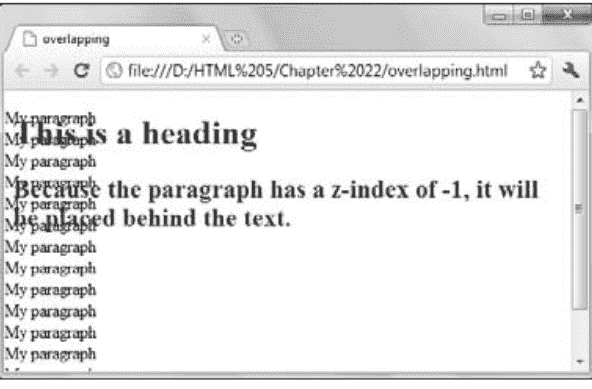 overlapping
file:///D:/HTML%205/Chapter%2022/overlapping.html
My paragraph
This is a heading
My paragraph
My paragraph
My paragraph
Because the paragraph has a z-index of -1, it will
My paragraph
be placed behind the text.
My paragraph
My paragraph
My paragraph
My paragraph
My paragraph
My paragraph
My paragraph